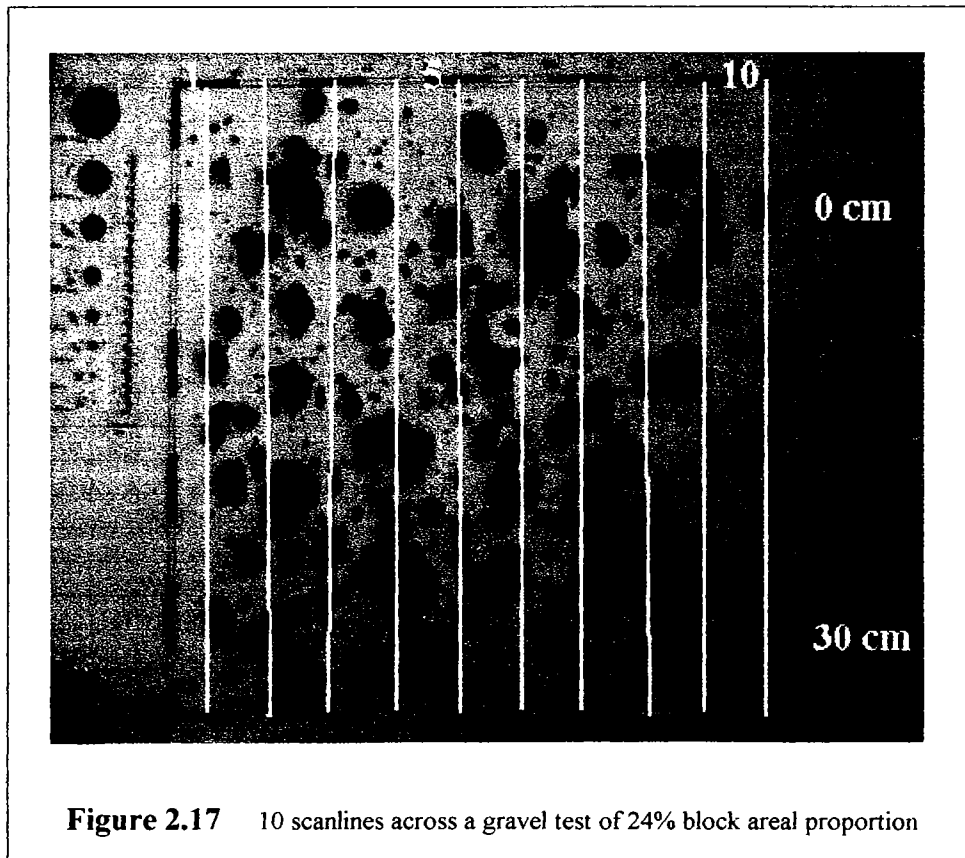 1 5 10
0 cm
30 cm
Figure 2.17 10 scanlines across a gravel test of 24% block areal proportion